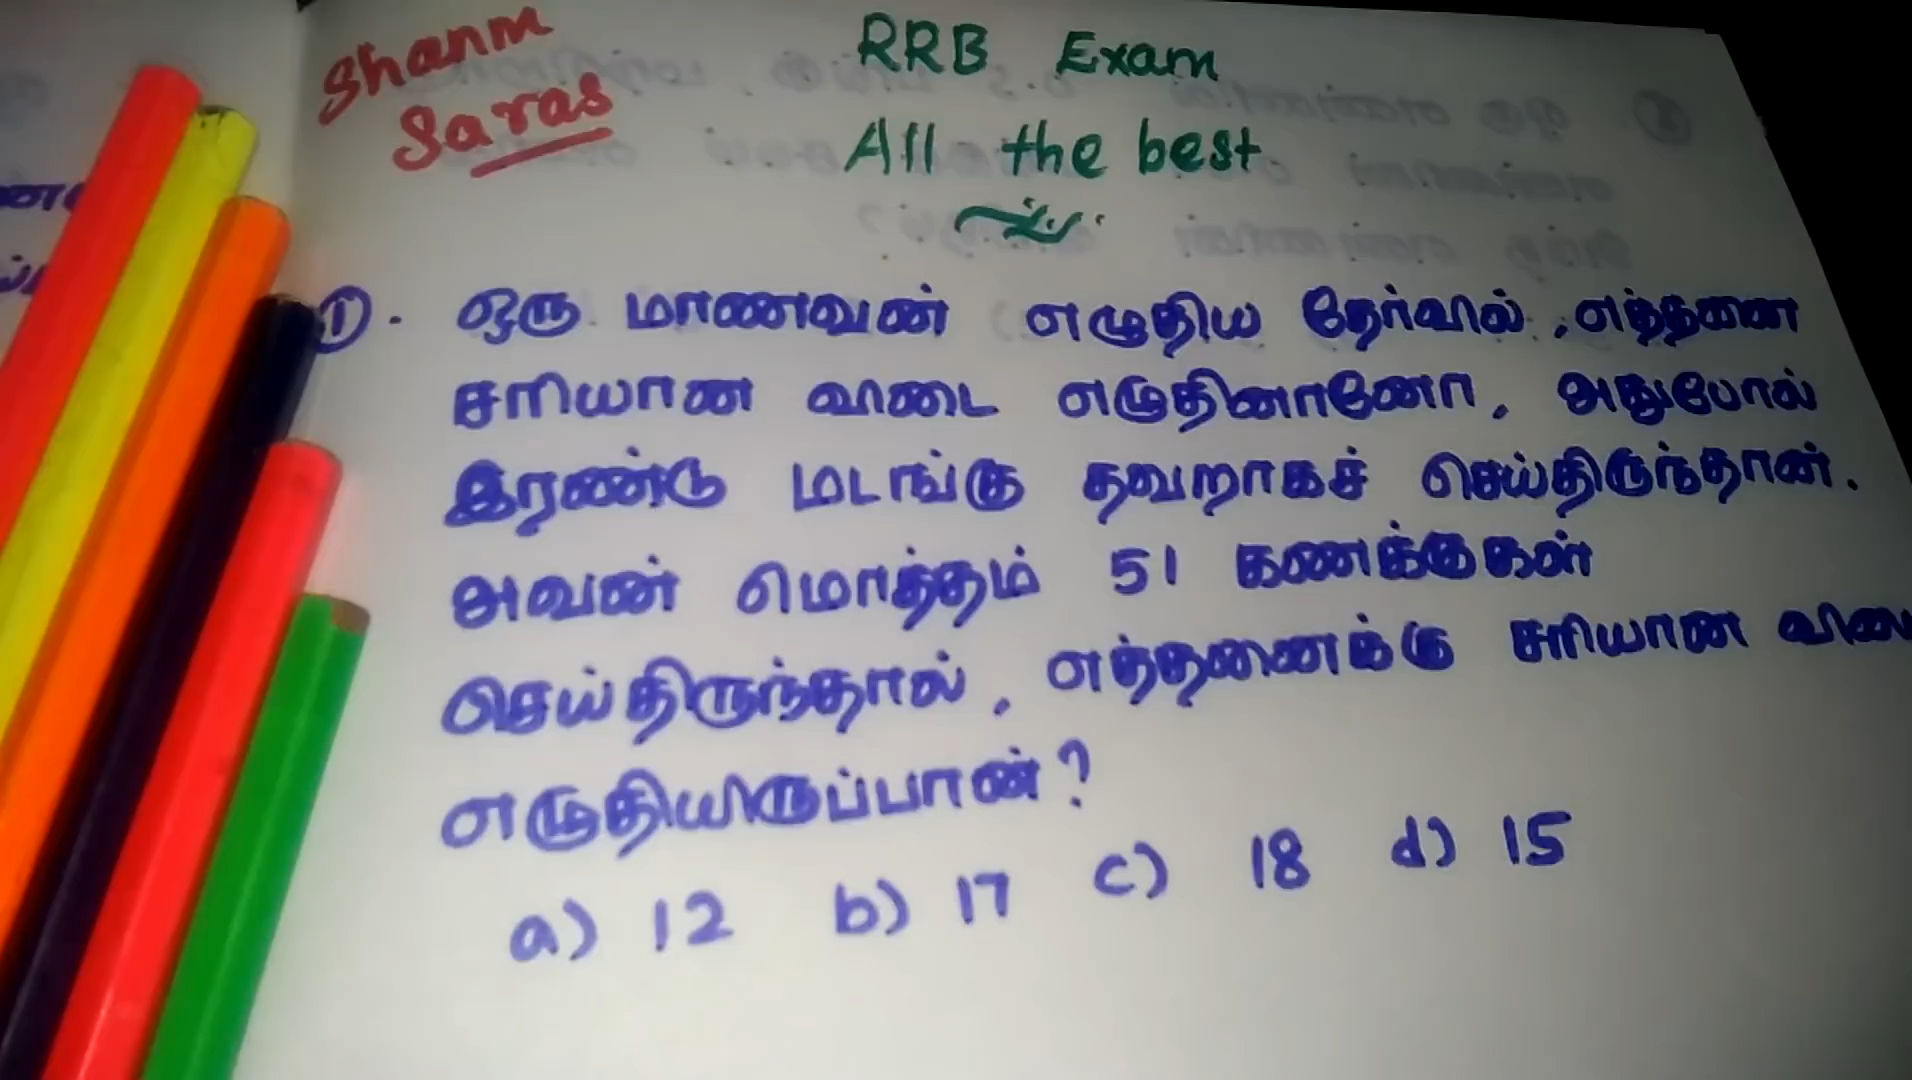 Shanm
Saras
RRB Exam
All the best
①. ஒரு மாணவன் எழுதிய தேர்வில், எத்தனை
சரியான விடை எழுதினானோ, அதுபோல்
இரண்டு மடங்கு தவறாகச் செய்திருந்தான்.
அவன் மொத்தம் 51 கணக்குகள்
செய்திருந்தால், எத்தனைக்கு சரியான
எழுதியிருப்பான்?
a) 12 b) 17 c) 18 d) 15